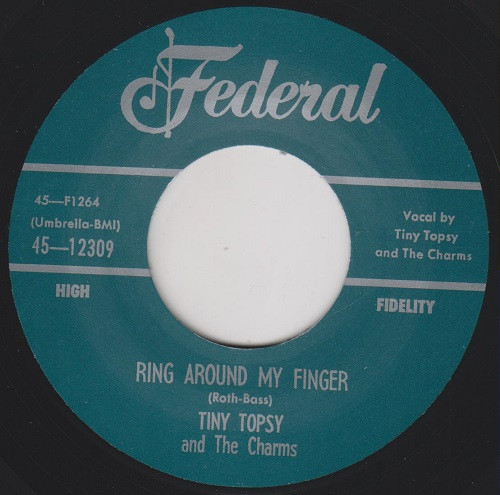 Federal
45—F1264
(Umbrella-BMI)
45—12309
Vocal by
Tiny Topsy
and The Charms
HIGH
FIDELITY
RING AROUND MY FINGER
(Roth-Bass)
TINY TOPSY
and The Charms